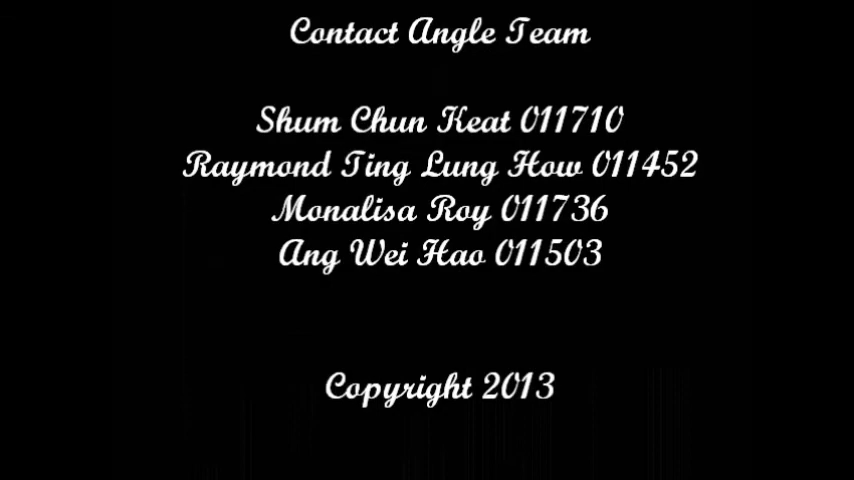 Contact Angle Team
Shum Chun Keat 011710
Raymond Ting Lung How 011452
Monalisa Roy 011736
Ang Wei Hao 011503
Copyright 2013